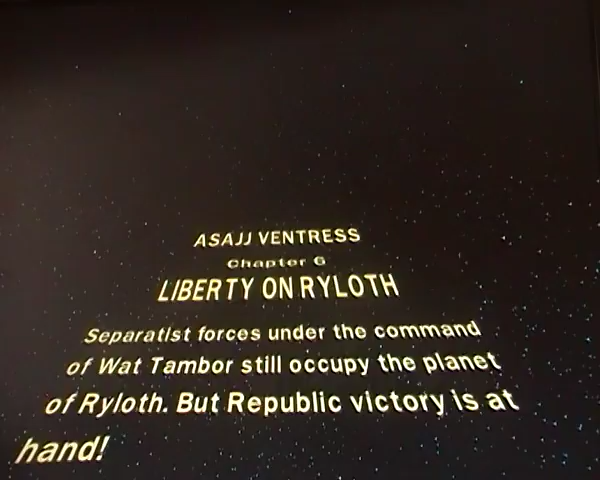 ASAJJ VENTRESS
Chapter 6
LIBERTY ON RYLOTH
Separatist forces under the command
of Wat Tambor still occupy the planet
of Ryloth. But Republic victory is at
hand!